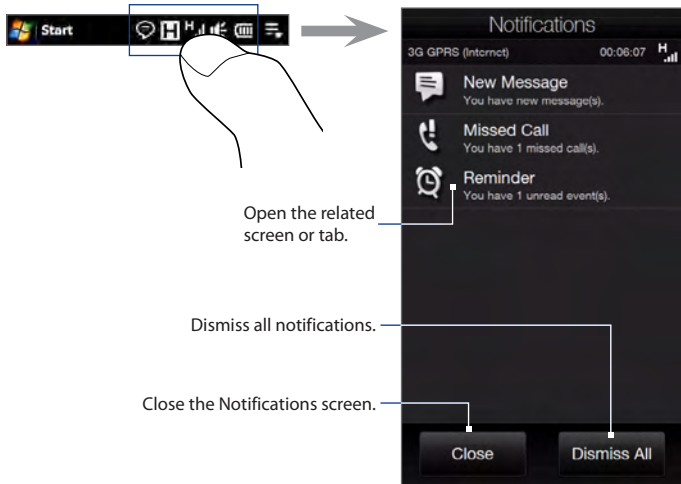 Start
H
H
Notifications
3G GPRS (Internet) 00:06:07 H
New Message
You have new message(s).
Missed Call
You have 1 missed call(s).
Reminder
You have 1 unread event(s).
Open the related
screen or tab.
Dismiss all notifications.
Close the Notifications screen.
Close Dismiss All